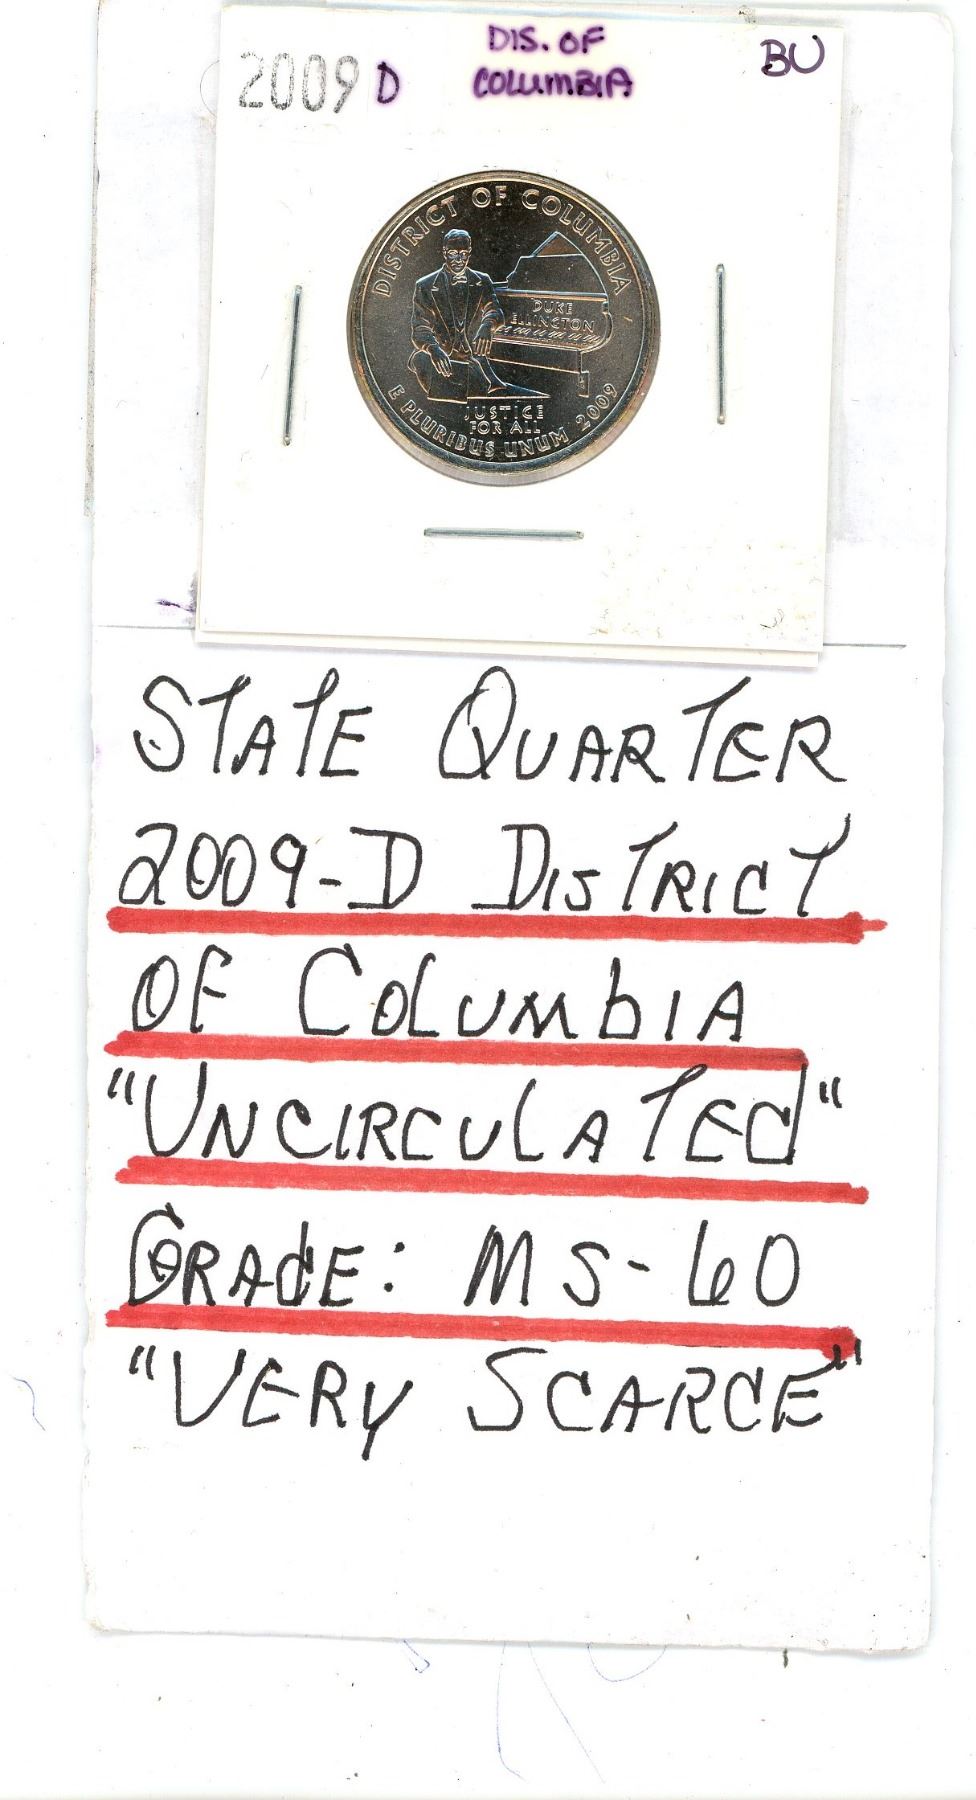 2009 D
DIS. OF
COLUMBIA
BU
DISTRICT OF COLUMBIA
DUKE
ELLINGTON
JUSTICE
FOR ALL
E PLURIBUS UNUM 2009
STATE QUARTER
2009-D DISTRICT
OF COLUMbIA
"UNCIRCULATEd"
GRAdE: MS-60
"VERy SCARCE"